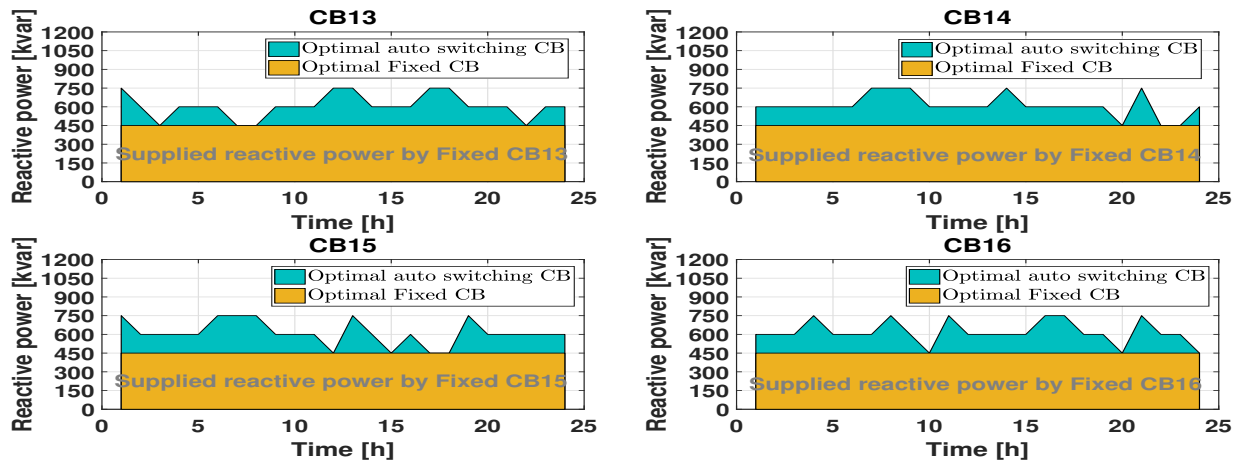 CB13
Reactive power [kvar]
1200
1050
900
750
600
450
300
150
0
Optimal auto switching CB
Optimal Fixed CB
Supplied reactive power by Fixed CB13
0 5 10 15 20 25
Time [h]
CB14
Reactive power [kvar]
1200
1050
900
750
600
450
300
150
0
Optimal auto switching CB
Optimal Fixed CB
Supplied reactive power by Fixed CB14
0 5 10 15 20 25
Time [h]
CB15
Reactive power [kvar]
1200
1050
900
750
600
450
300
150
0
Optimal auto switching CB
Optimal Fixed CB
Supplied reactive power by Fixed CB15
0 5 10 15 20 25
Time [h]
CB16
Reactive power [kvar]
1200
1050
900
750
600
450
300
150
0
Optimal auto switching CB
Optimal Fixed CB
Supplied reactive power by Fixed CB16
0 5 10 15 20 25
Time [h]